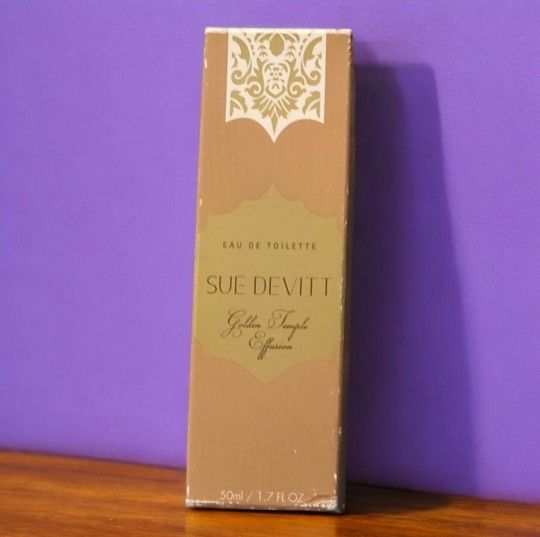 EAU DE TOILETTE
SUE DEVITT
Golden Temple
Effusion
50ml / 1.7 FL OZ